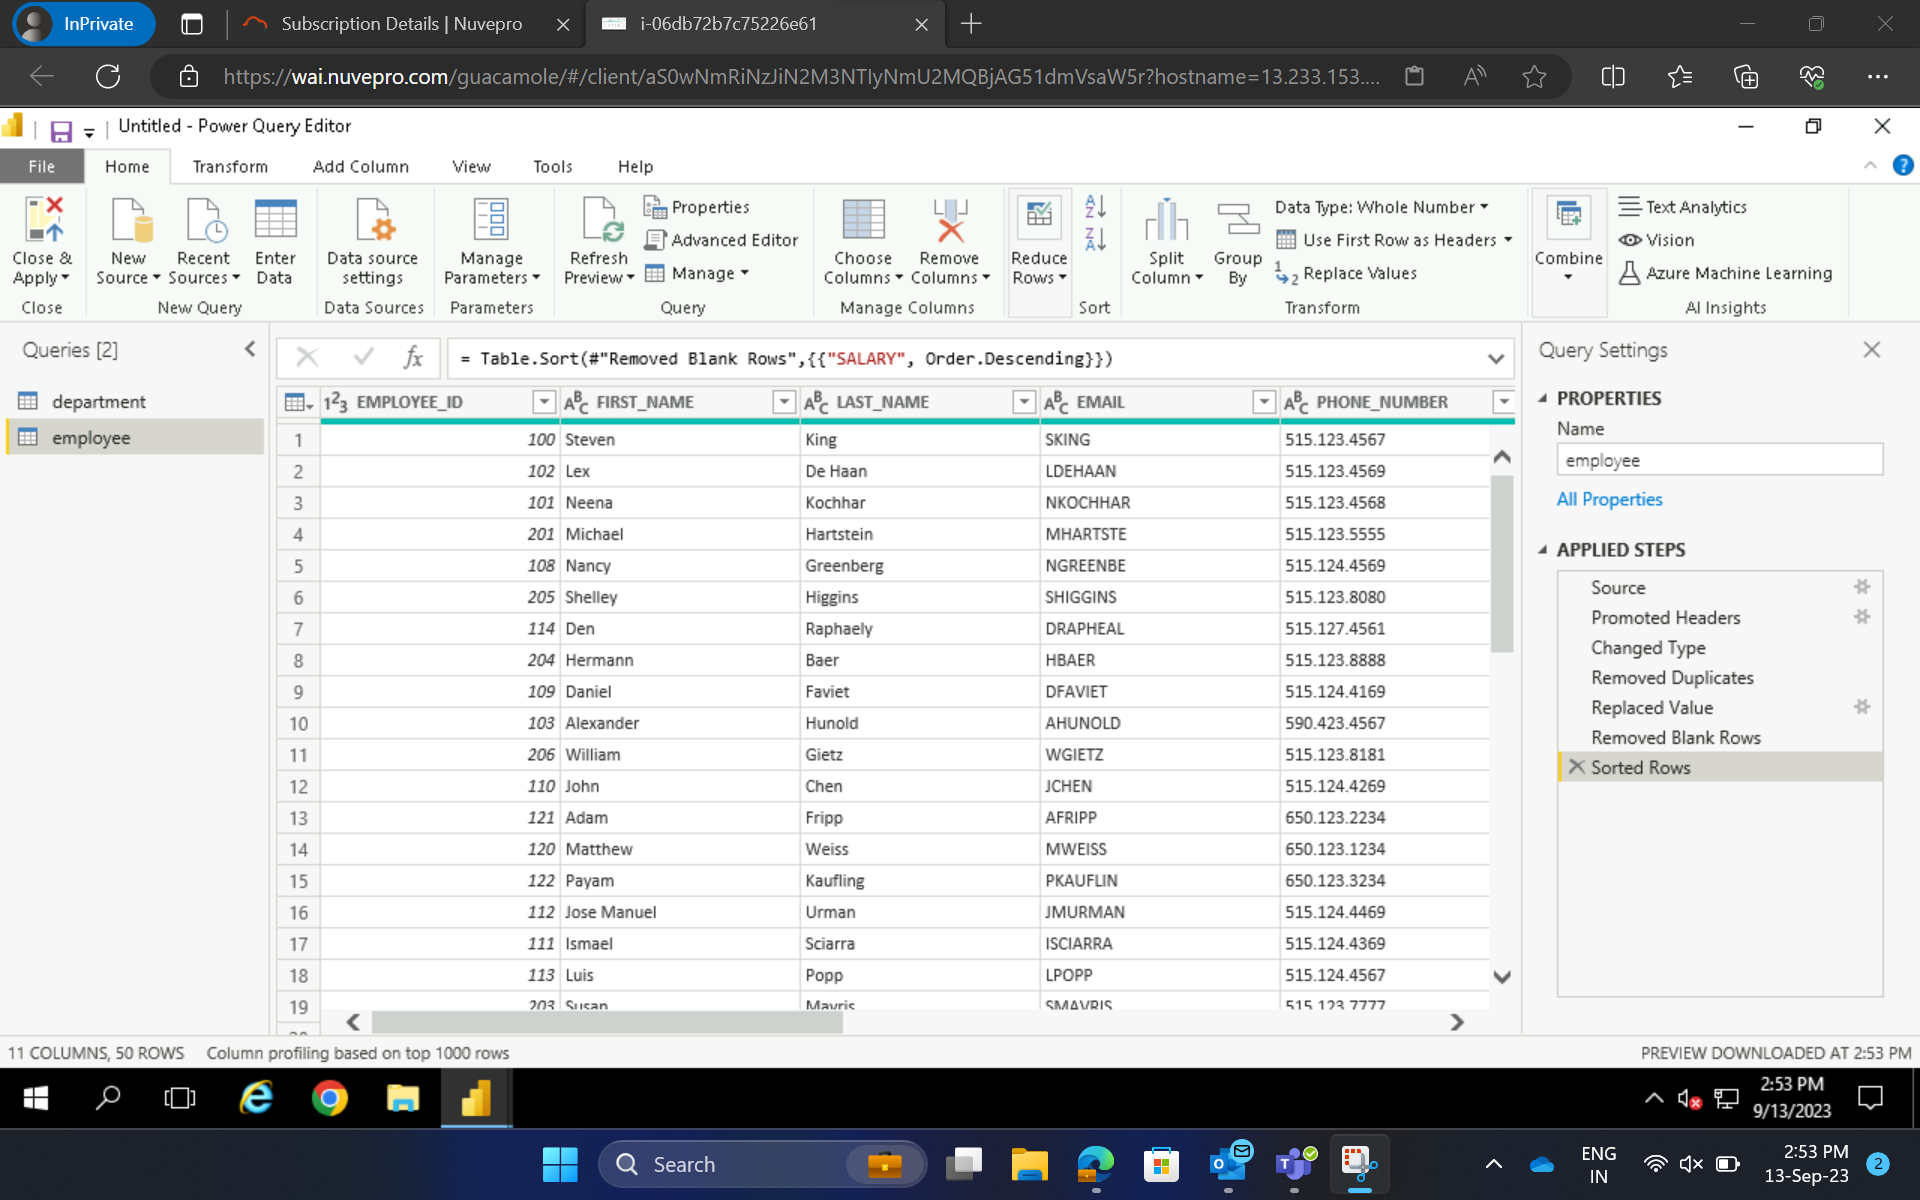 InPrivate
Subscription Details | Nuvepro
i-06db72b7c75226e61
https://wai.nuvepro.com/guacamole/#/client/aS0wNmRiNzJiN2M3NTIyNmU2MQBjAG51dmVsaW5r?hostname=13.233.153....
Untitled - Power Query Editor
File Home Transform Add Column View Tools Help
Close & Apply
Close
New Source
Recent Sources
Enter Data
New Query
Data source settings
Data Sources
Manage Parameters
Parameters
Refresh Preview
Properties
Advanced Editor
Manage
Query
Choose Columns
Remove Columns
Manage Columns
Reduce Rows
Sort
Split Column
Group By
Data Type: Whole Number
Use First Row as Headers
Replace Values
Transform
Combine
Text Analytics
Vision
Azure Machine Learning
AI Insights
Queries [2]
department
employee
= Table.Sort(#"Removed Blank Rows",{{"SALARY", Order.Descending}})
EMPLOYEE_ID FIRST_NAME LAST_NAME EMAIL PHONE_NUMBER
1 100 Steven King SKING 515.123.4567
2 102 Lex De Haan LDEHAAN 515.123.4569
3 101 Neena Kochhar NKOCHHAR 515.123.4568
4 201 Michael Hartstein MHARTSTE 515.123.5555
5 108 Nancy Greenberg NGREENBE 515.124.4569
6 205 Shelley Higgins SHIGGINS 515.123.8080
7 114 Den Raphaely DRAPHEAL 515.127.4561
8 204 Hermann Baer HBAER 515.123.8888
9 109 Daniel Faviet DFAVIET 515.124.4169
10 103 Alexander Hunold AHUNOLD 590.423.4567
11 206 William Gietz WGIETZ 515.123.8181
12 110 John Chen JCHEN 515.124.4269
13 121 Adam Fripp AFRIPP 650.123.2234
14 120 Matthew Weiss MWEISS 650.123.1234
15 122 Payam Kaufling PKAUFLIN 650.123.3234
16 112 Jose Manuel Urman JMURMAN 515.124.4469
17 111 Ismael Sciarra ISCIARRA 515.124.4369
18 113 Luis Popp LPOPP 515.124.4567
19 203 Susan Mavris SMAVRIS 515.123.7777
Query Settings
PROPERTIES
Name
employee
All Properties
APPLIED STEPS
Source
Promoted Headers
Changed Type
Removed Duplicates
Replaced Value
Removed Blank Rows
Sorted Rows
11 COLUMNS, 50 ROWS Column profiling based on top 1000 rows
PREVIEW DOWNLOADED AT 2:53 PM
2:53 PM
9/13/2023
Search
ENG
IN
2:53 PM
13-Sep-23
2